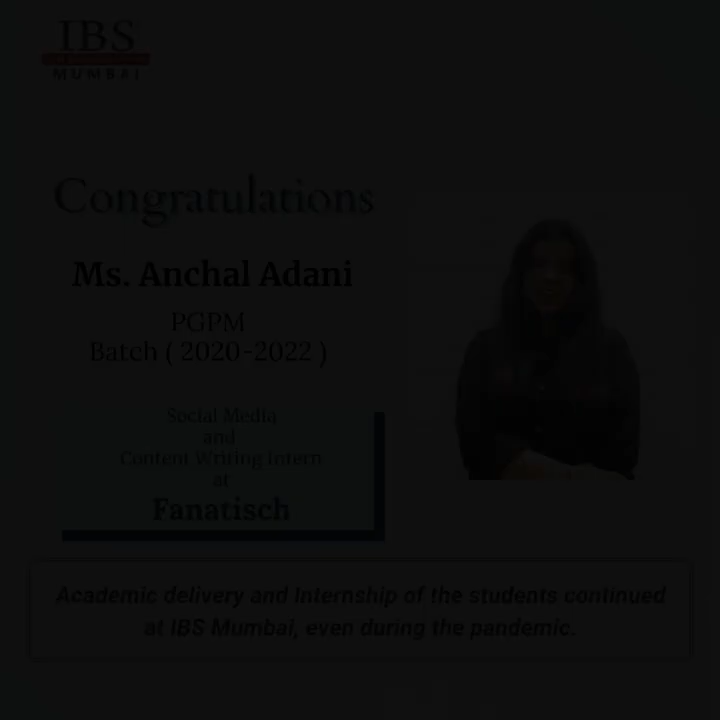 IBS
MUMBAI
Congratulations
Ms. Anchal Adani
PGPM
Batch ( 2020-2022 )
Social Media
and
Content Writing Intern
at
Fanatisch
Academic delivery and Internship of the students continued
at IBS Mumbai, even during the pandemic.